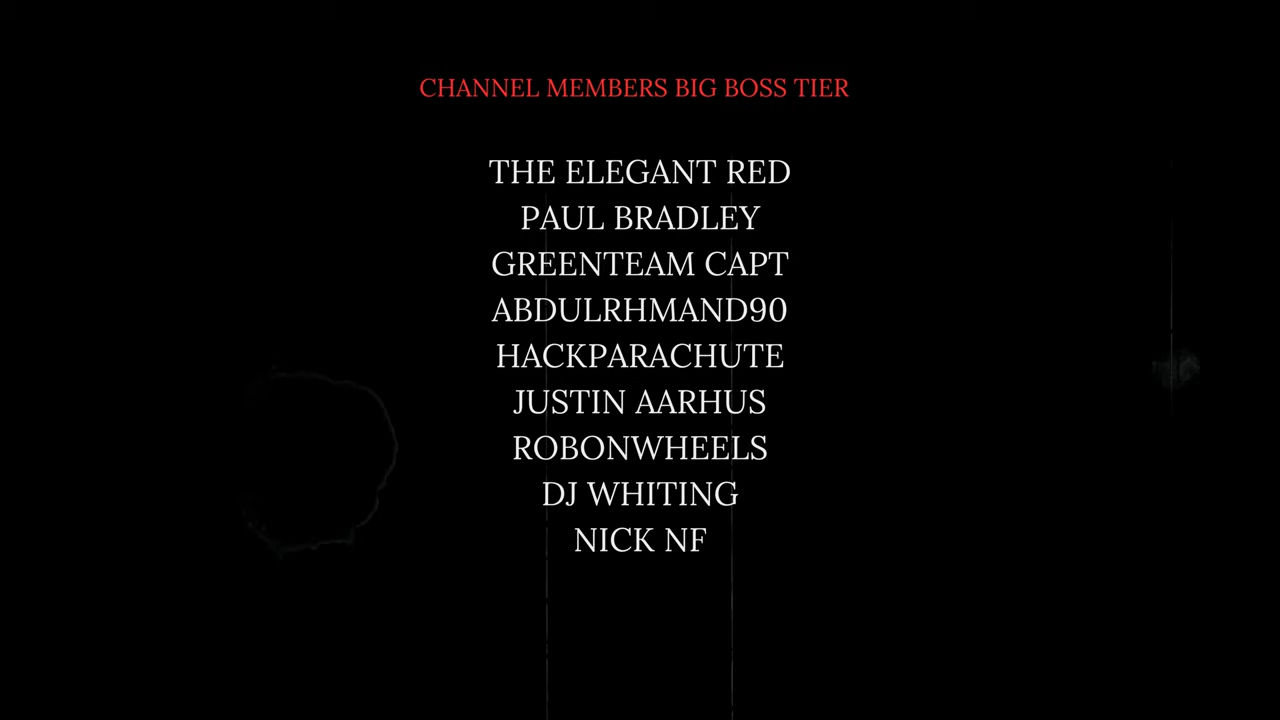 CHANNEL MEMBERS BIG BOSS TIER
THE ELEGANT RED
PAUL BRADLEY
GREENTEAM CAPT
ABDULRHMAND90
HACKPARACHUTE
JUSTIN AARHUS
ROBONWHEELS
DJ WHITING
NICK NF